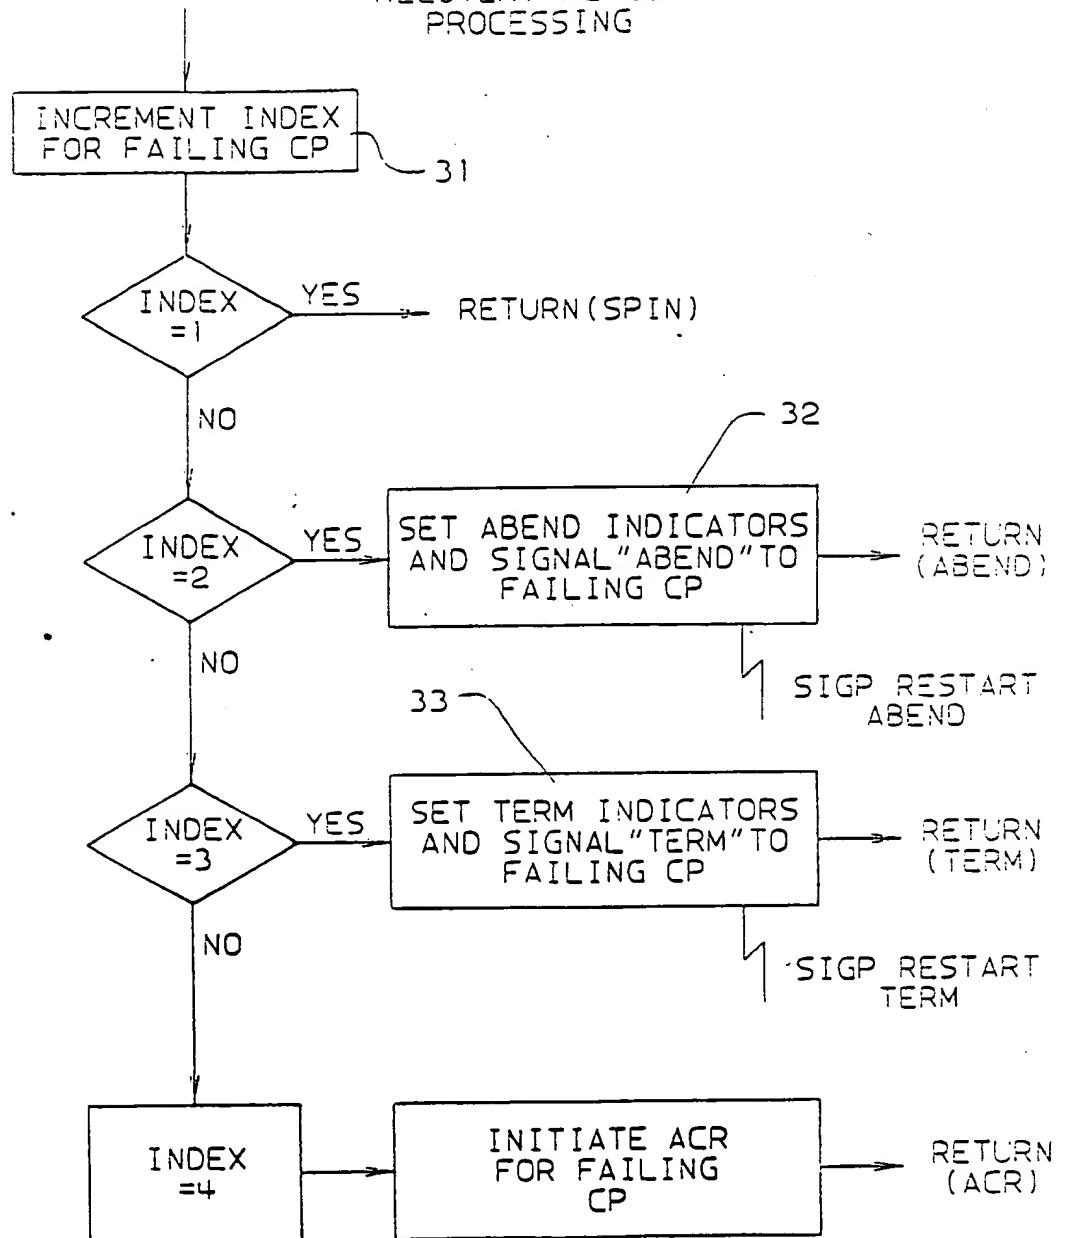 PROCESSING
INCREMENT INDEX
FOR FAILING CP
31
INDEX
=1
YES
RETURN(SPIN)
NO
32
INDEX
=2
YES
SET ABEND INDICATORS
AND SIGNAL "ABEND" TO
FAILING CP
RETURN
(ABEND)
NO
SIGP RESTART
ABEND
33
INDEX
=3
YES
SET TERM INDICATORS
AND SIGNAL "TERM" TO
FAILING CP
RETURN
(TERM)
NO
SIGP RESTART
TERM
INDEX
=4
INITIATE ACR
FOR FAILING
CP
RETURN
(ACR)